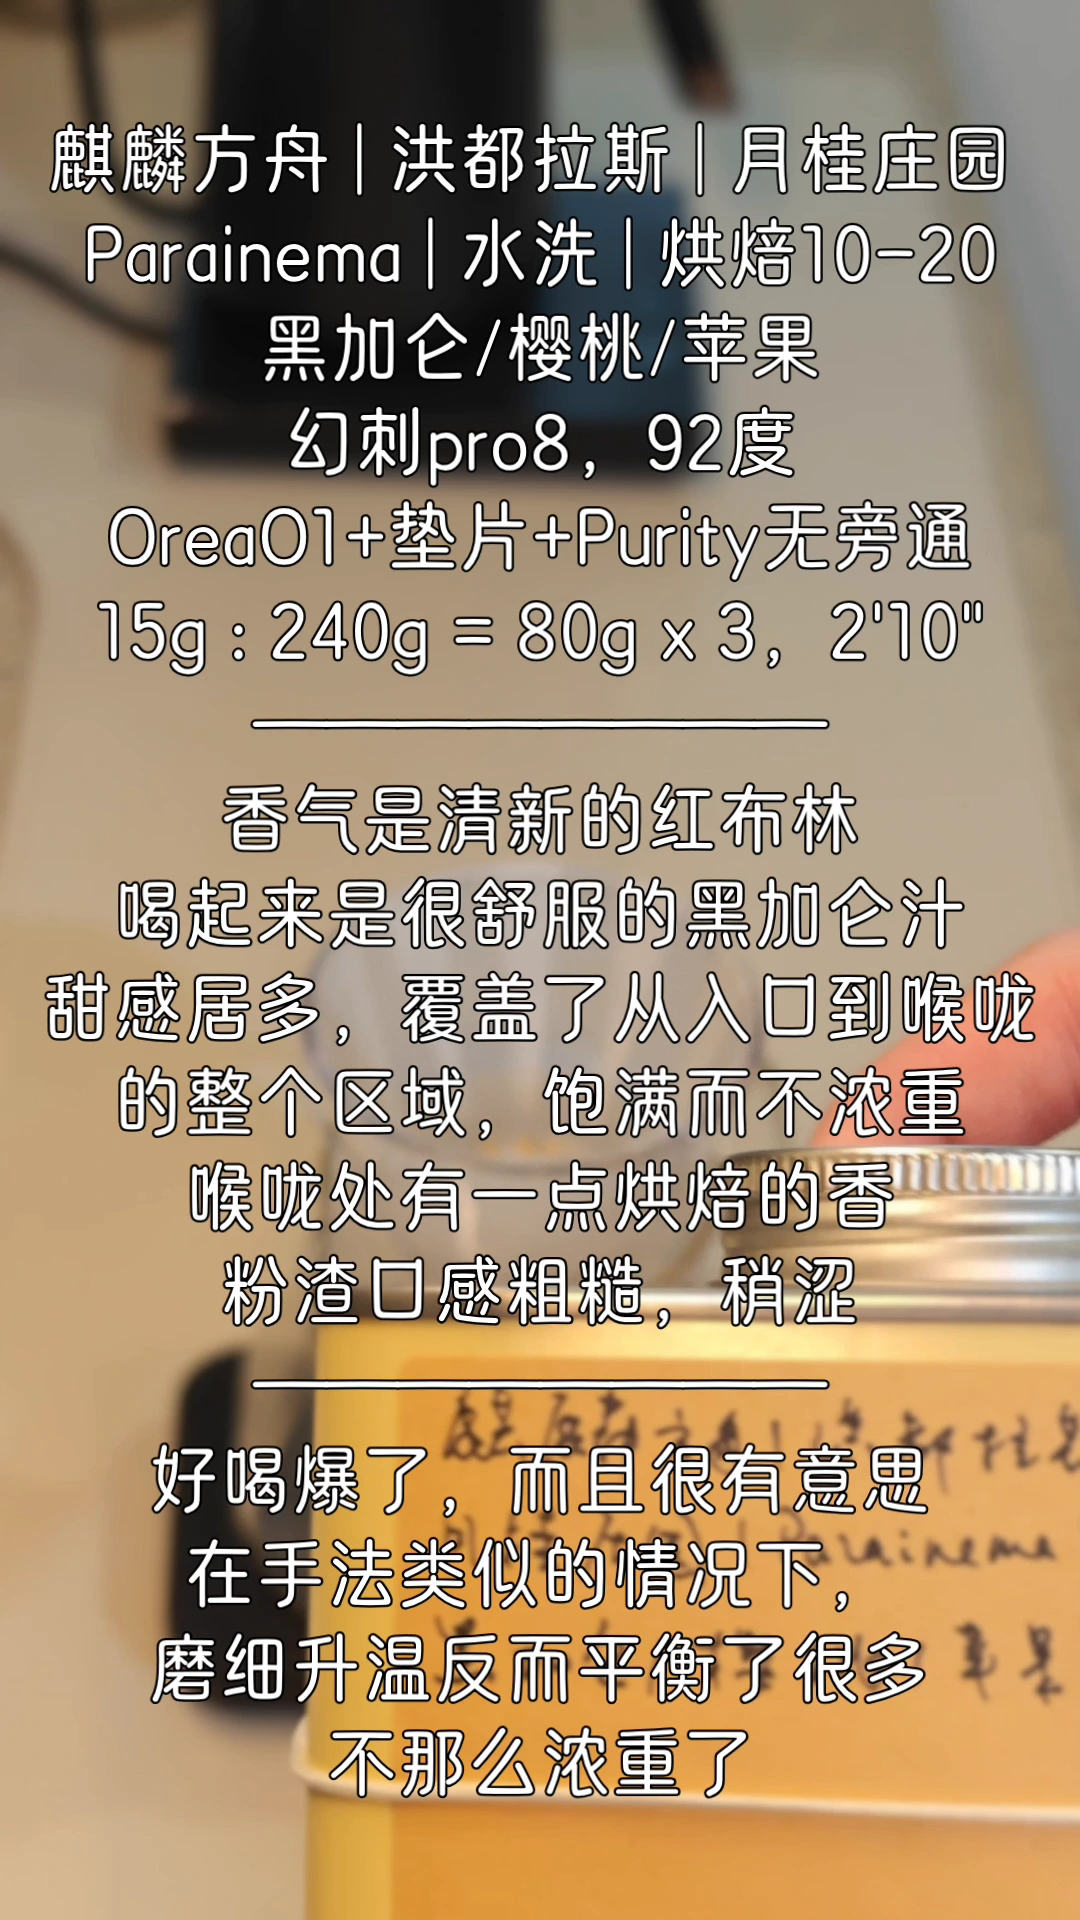 麒麟方舟 | 洪都拉斯 | 月桂庄园
Parainema | 水洗 | 烘焙10-20
黑加仑/樱桃/苹果
幻刺pro8，92度
OreaO1+垫片+Purity无旁通
15g : 240g = 80g x 3，2'10"
香气是清新的红布林
喝起来是很舒服的黑加仑汁
甜感居多，覆盖了从入口到喉咙
的整个区域，饱满而不浓重
喉咙处有一点烘焙的香
粉渣口感粗糙，稍涩
好喝爆了，而且很有意思
在手法类似的情况下，
磨细升温反而平衡了很多
不那么浓重了
Parainema